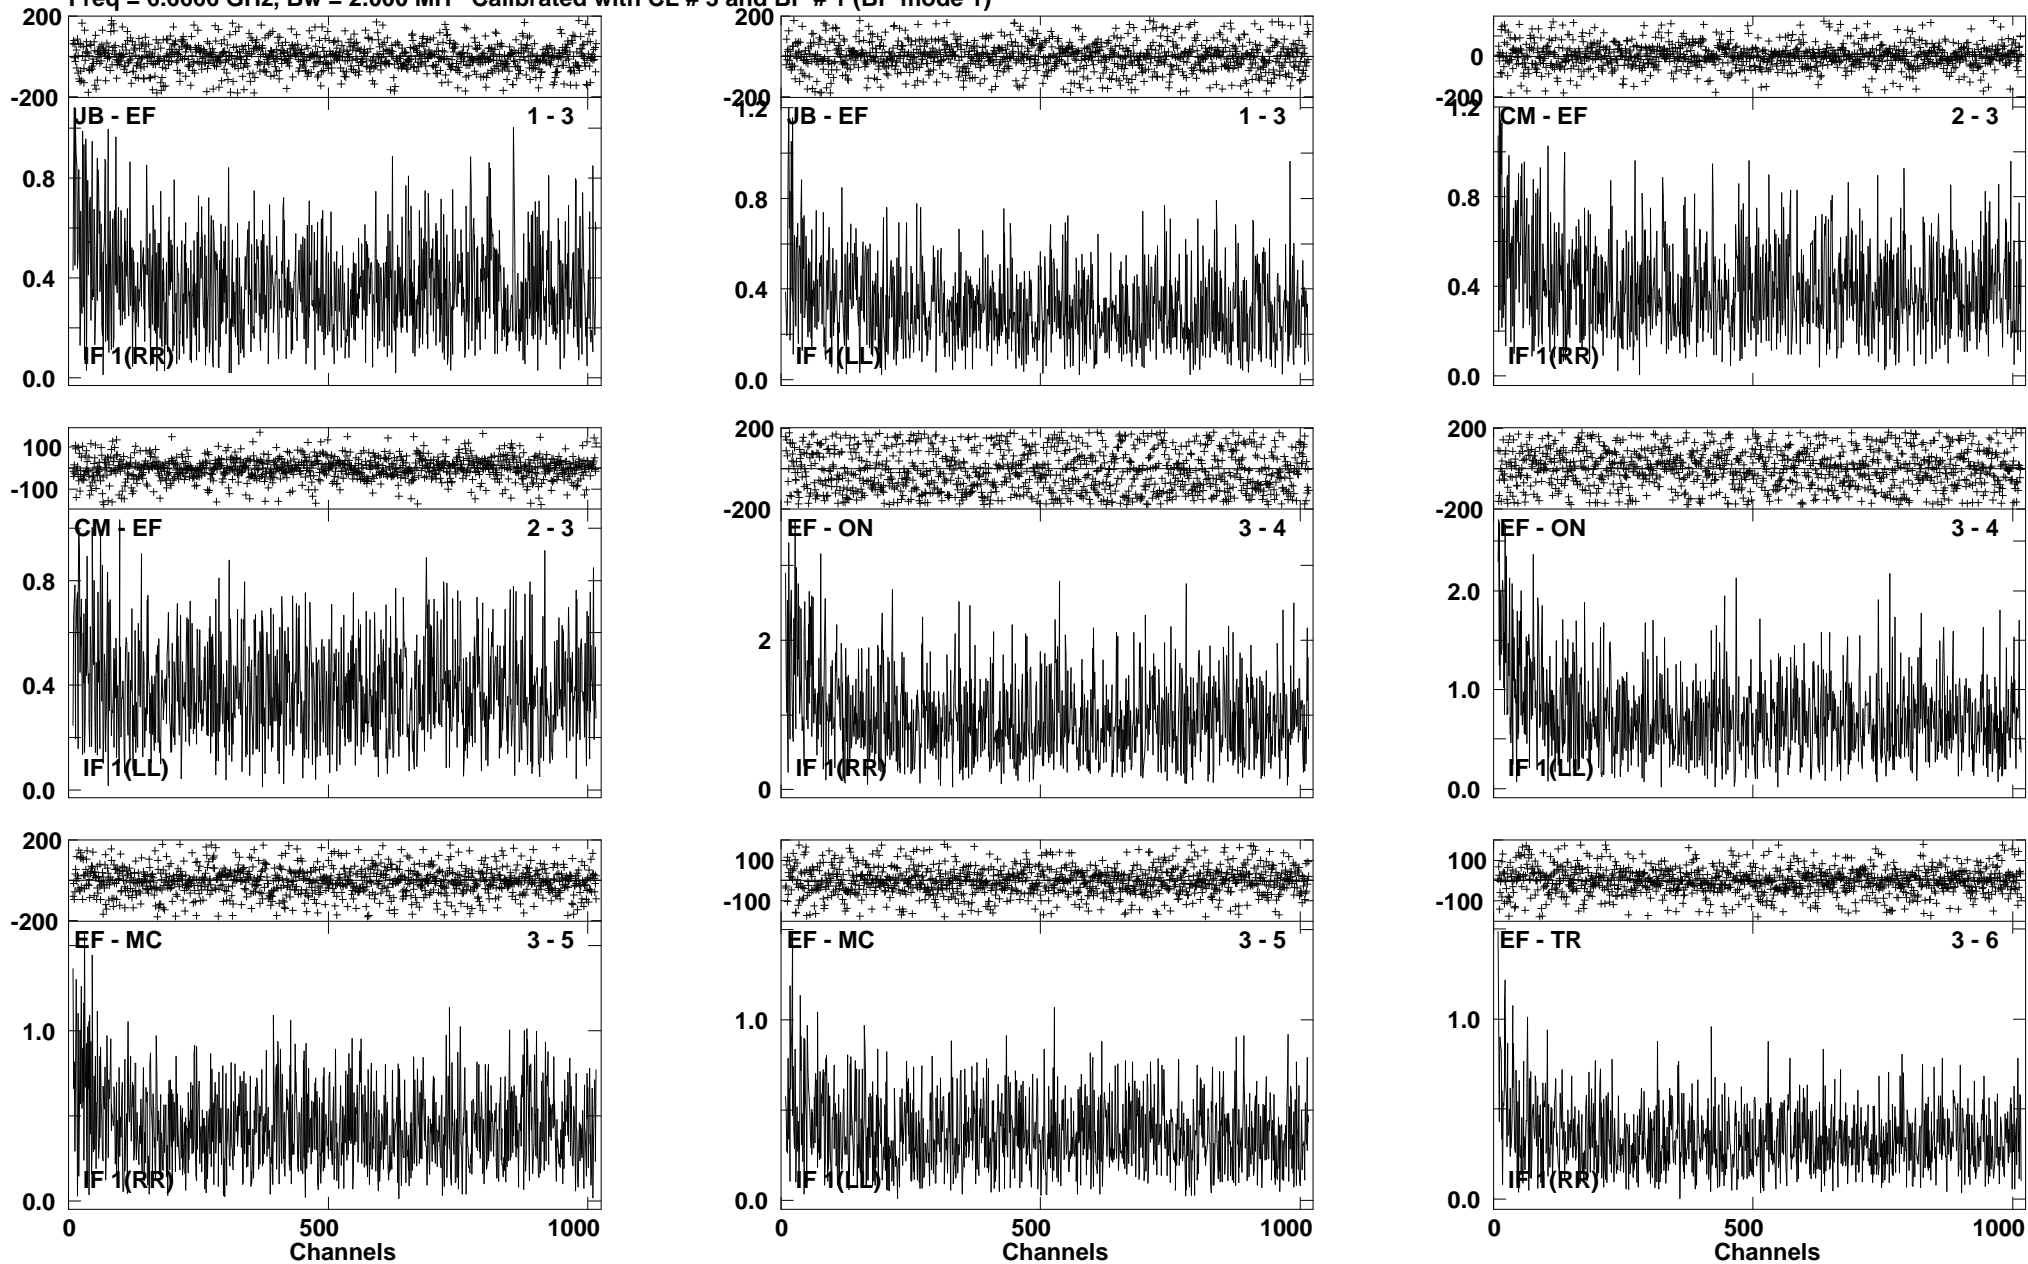 Bw = 2.000 Calibrated with and (BP mode 1)
200 200
0
-200 -200 -200
JB - EF 1 - 3 1.2 JB - EF 1 - 3 1.2 CM - EF 2 - 3
0.8 0.8 0.8
0.4 0.4 0.4
IF 1(RR) IF 1(LL) IF 1(RR)
0.0 0.0 0.0
100 200 200
-100 -200 -200
CM - EF 2 - 3 EF - ON 3 - 4 EF - ON 3 - 4
0.8 2 2.0
0.4 1.0
IF 1(LL) IF 1(RR) IF 1(LL)
0.0 0 0.0
200 100 100
-200 -100 -100
EF - MC 3 - 5 EF - MC 3 - 5 EF - TR 3 - 6
1.0 1.0 1.0
IF 1(RR) IF 1(LL) IF 1(RR)
0.0 0.0 0.0
0 500 1000 0 500 1000 0 500 1000
Channels Channels Channels